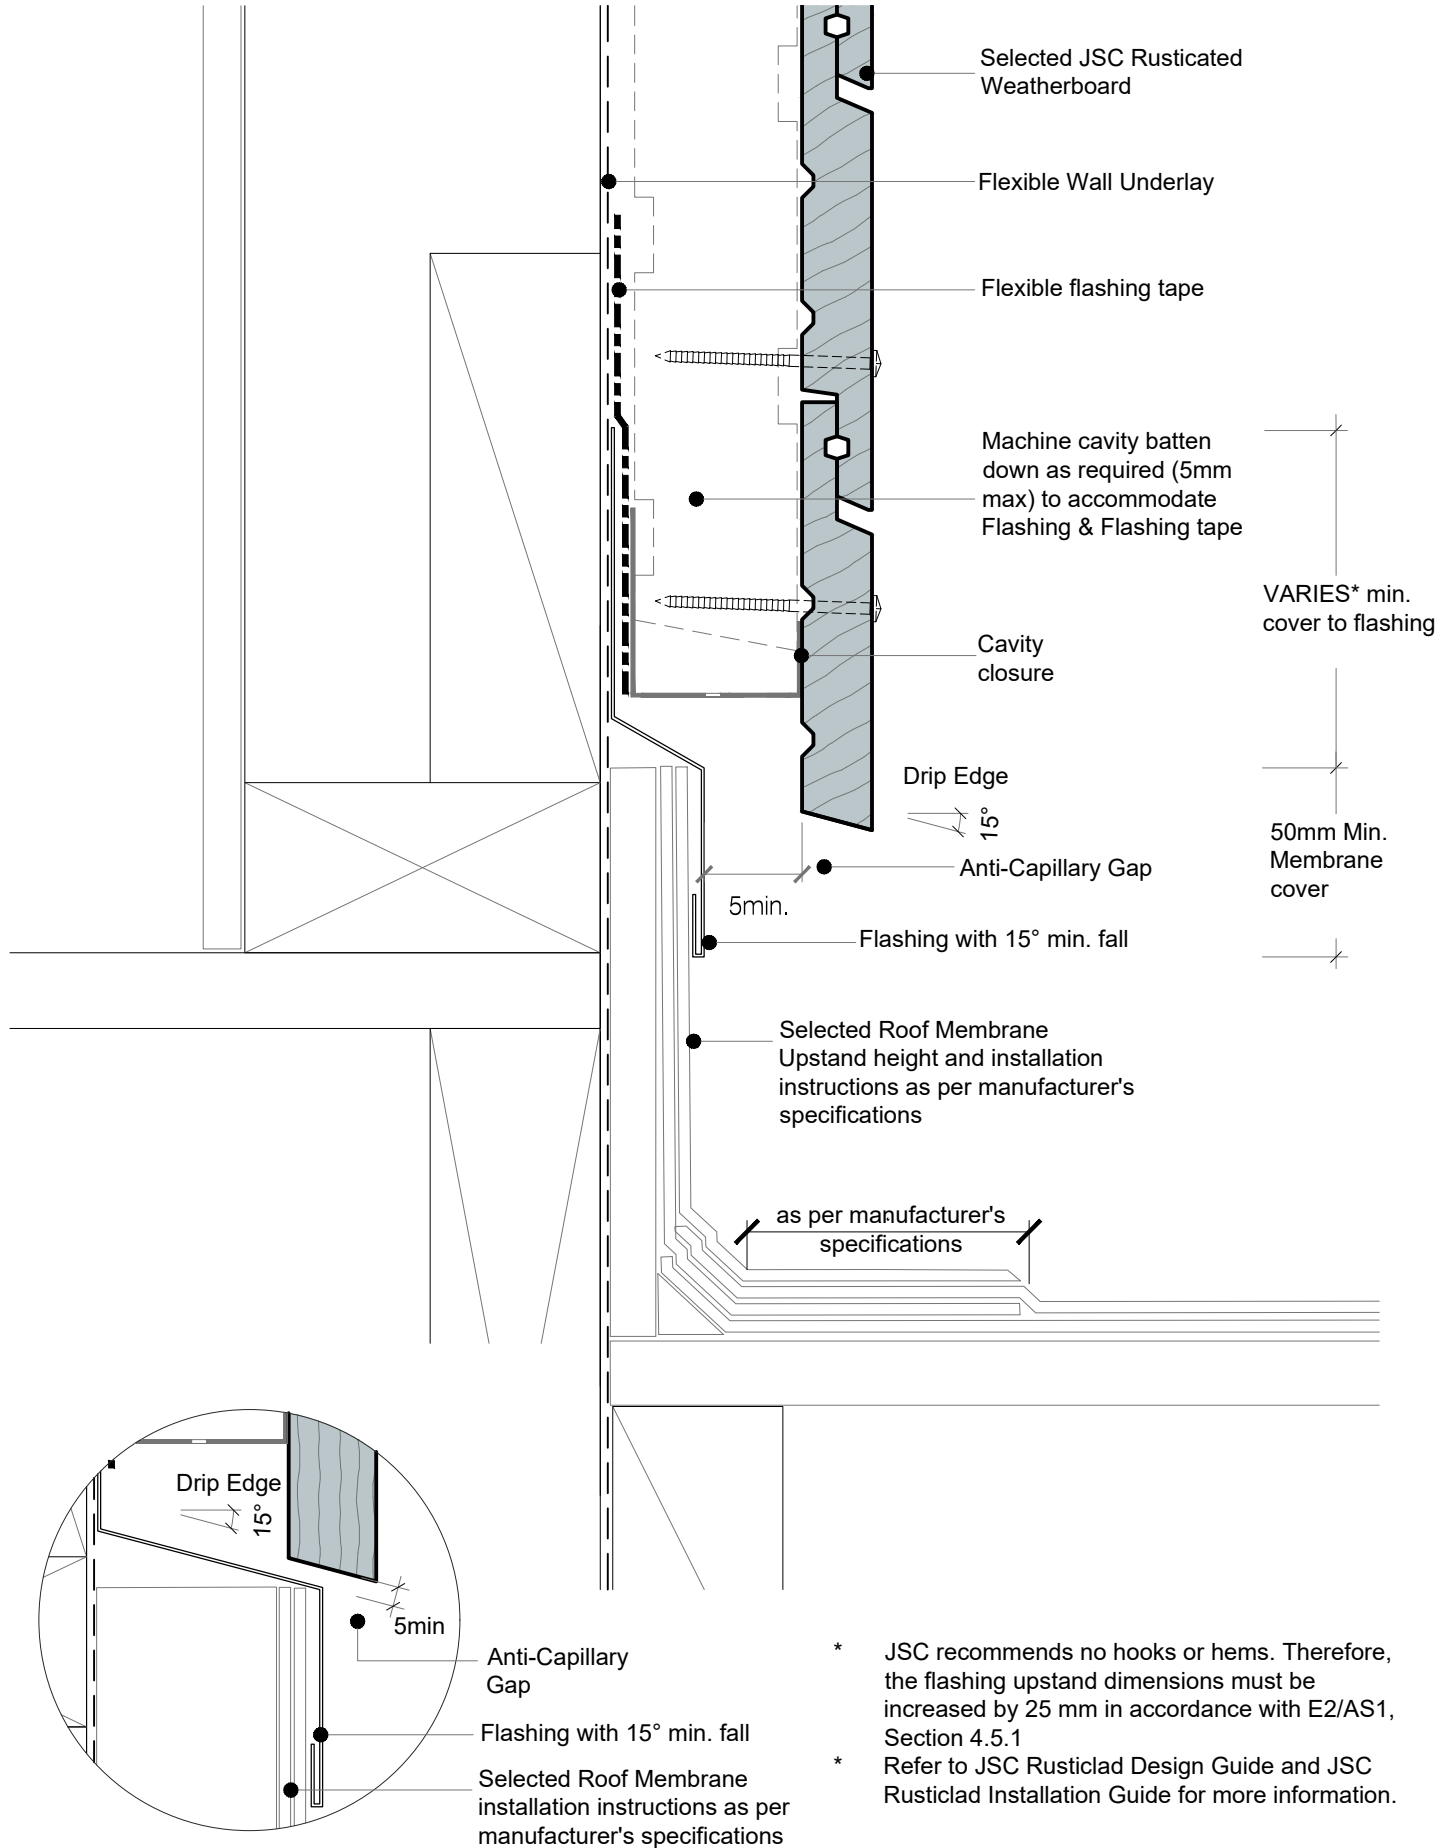 Selected JSC Rusticated
Weatherboard
Flexible Wall Underlay
Flexible flashing tape
Machine cavity batten
down as required (5mm
max) to accommodate
Flashing & Flashing tape
VARIES* min.
cover to flashing
Cavity
closure
Drip Edge
15°
50mm Min.
Membrane
cover
Anti-Capillary Gap
5min.
Flashing with 15° min. fall
Selected Roof Membrane
Upstand height and installation
instructions as per manufacturer's
specifications
as per manufacturer's
specifications
Drip Edge
15°
5min
Anti-Capillary
Gap
Flashing with 15° min. fall
Selected Roof Membrane
installation instructions as per
manufacturer's specifications
* JSC recommends no hooks or hems. Therefore,
the flashing upstand dimensions must be
increased by 25 mm in accordance with E2/AS1,
Section 4.5.1
* Refer to JSC Rusticlad Design Guide and JSC
Rusticlad Installation Guide for more information.